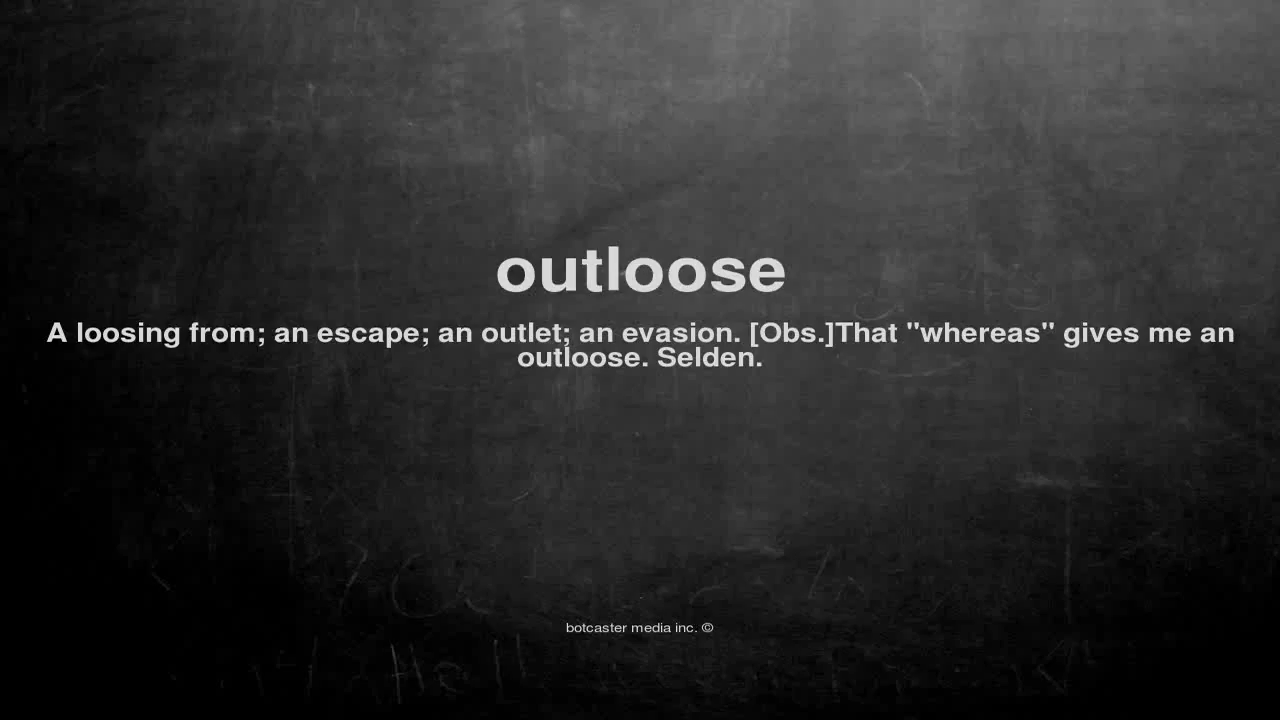 outloose
A loosing from; an escape; an outlet; an evasion. [Obs.]That "whereas" gives me an
outloose. Selden.
botcaster media inc. ©